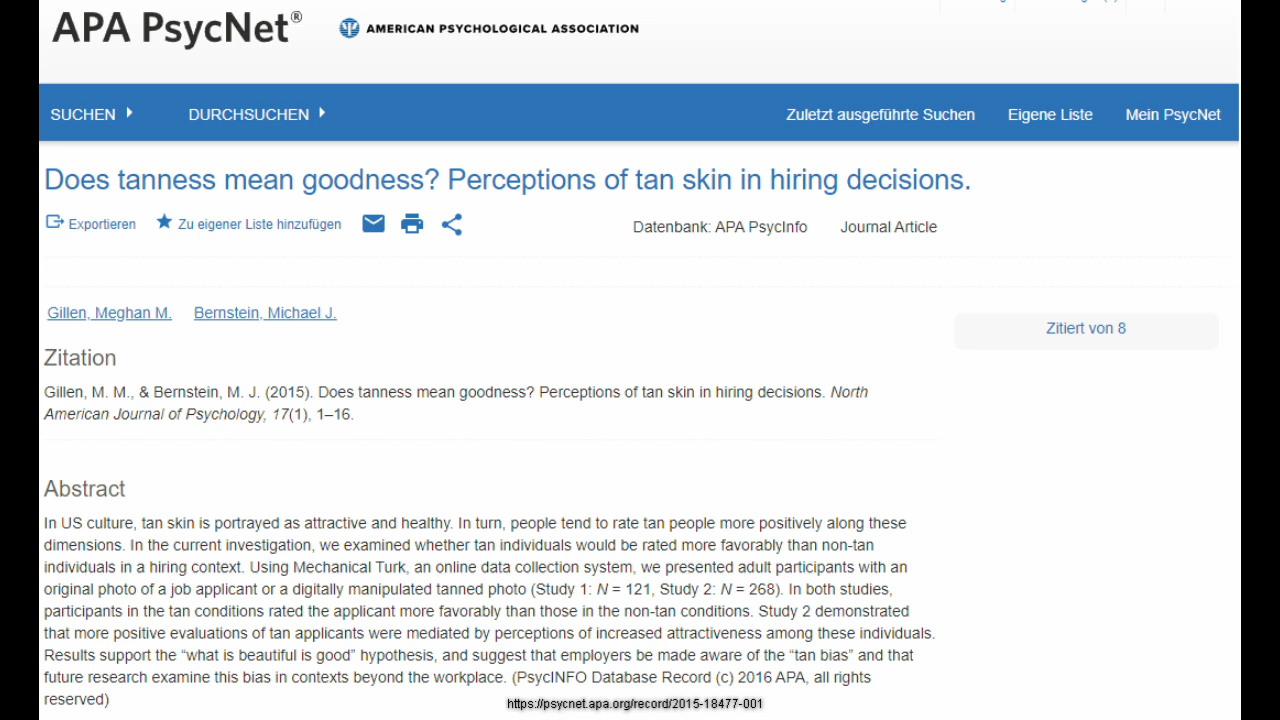 APA PsycNet®
AMERICAN PSYCHOLOGICAL ASSOCIATION
SUCHEN
DURCHSUCHEN
Zuletzt ausgeführte Suchen
Eigene Liste
Mein PsycNet
Does tanness mean goodness? Perceptions of tan skin in hiring decisions.
Exportieren
Zu eigener Liste hinzufügen
Datenbank: APA PsycInfo
Journal Article
Gillen, Meghan M.
Bernstein, Michael J.
Zitiert von 8
Zitation
Gillen, M. M., & Bernstein, M. J. (2015). Does tanness mean goodness? Perceptions of tan skin in hiring decisions. North
American Journal of Psychology, 17(1), 1–16.
Abstract
In US culture, tan skin is portrayed as attractive and healthy. In turn, people tend to rate tan people more positively along these
dimensions. In the current investigation, we examined whether tan individuals would be rated more favorably than non-tan
individuals in a hiring context. Using Mechanical Turk, an online data collection system, we presented adult participants with an
original photo of a job applicant or a digitally manipulated tanned photo (Study 1: N = 121, Study 2: N = 268). In both studies,
participants in the tan conditions rated the applicant more favorably than those in the non-tan conditions. Study 2 demonstrated
that more positive evaluations of tan applicants were mediated by perceptions of increased attractiveness among these individuals.
Results support the “what is beautiful is good” hypothesis, and suggest that employers be made aware of the “tan bias” and that
future research examine this bias in contexts beyond the workplace. (PsycINFO Database Record (c) 2016 APA, all rights
reserved)
https://psycnet.apa.org/record/2015-18477-001